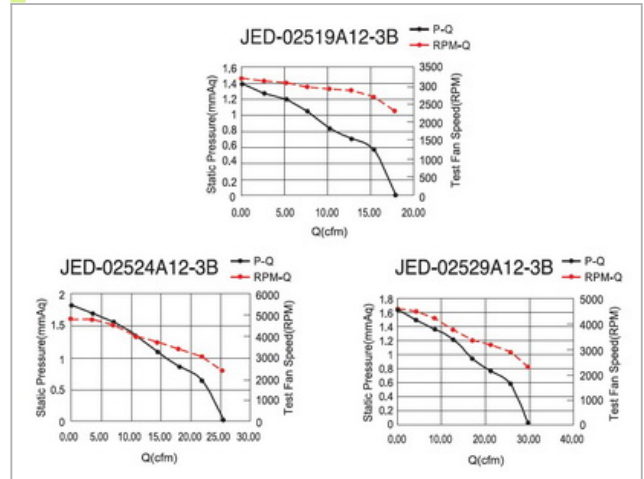 JED-02519A12-3B
P-Q
RPM-Q
Static Pressure(mmAq)
1,6
1,4
1,2
1
0.8
0.6
0.4
0.2
0
3500
3000
2500
2000
1500
1000
500
0
Test Fan Speed(RPM)
0.00 5.00 10.00 15.00 20.00
Q(cfm)
JED-02524A12-3B
P-Q
RPM-Q
Static Pressure(mmAq)
2
1.5
1
0.5
0
6000
5000
4000
3000
2000
1000
0
Test Fan Speed(RPM)
0.00 5.00 10.00 15.00 20.00 25.00 30.00
Q(cfm)
JED-02529A12-3B
P-Q
RPM-Q
Static Pressure(mmAq)
1.8
1.6
1.4
1.2
1
0.8
0.6
0.4
0.2
0
5000
4000
3000
2000
1000
0
Test Fan Speed(RPM)
0.00 10.00 20.00 30.00 40.00
Q(cfm)